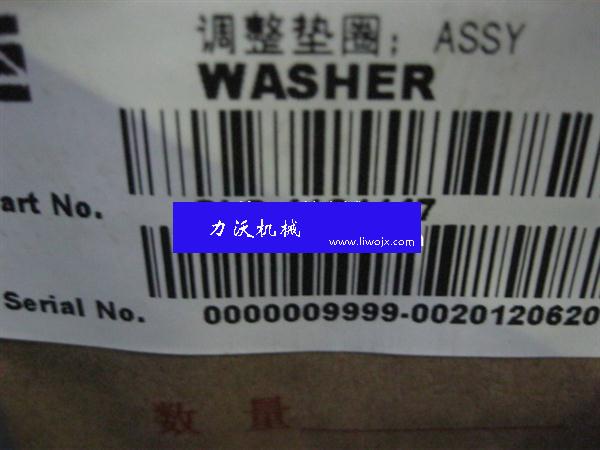 调整垫圈; ASSY
WASHER
art No.
力沃机械
www.liwojx.com
Serial No.
0000009999-0020120620
数 量